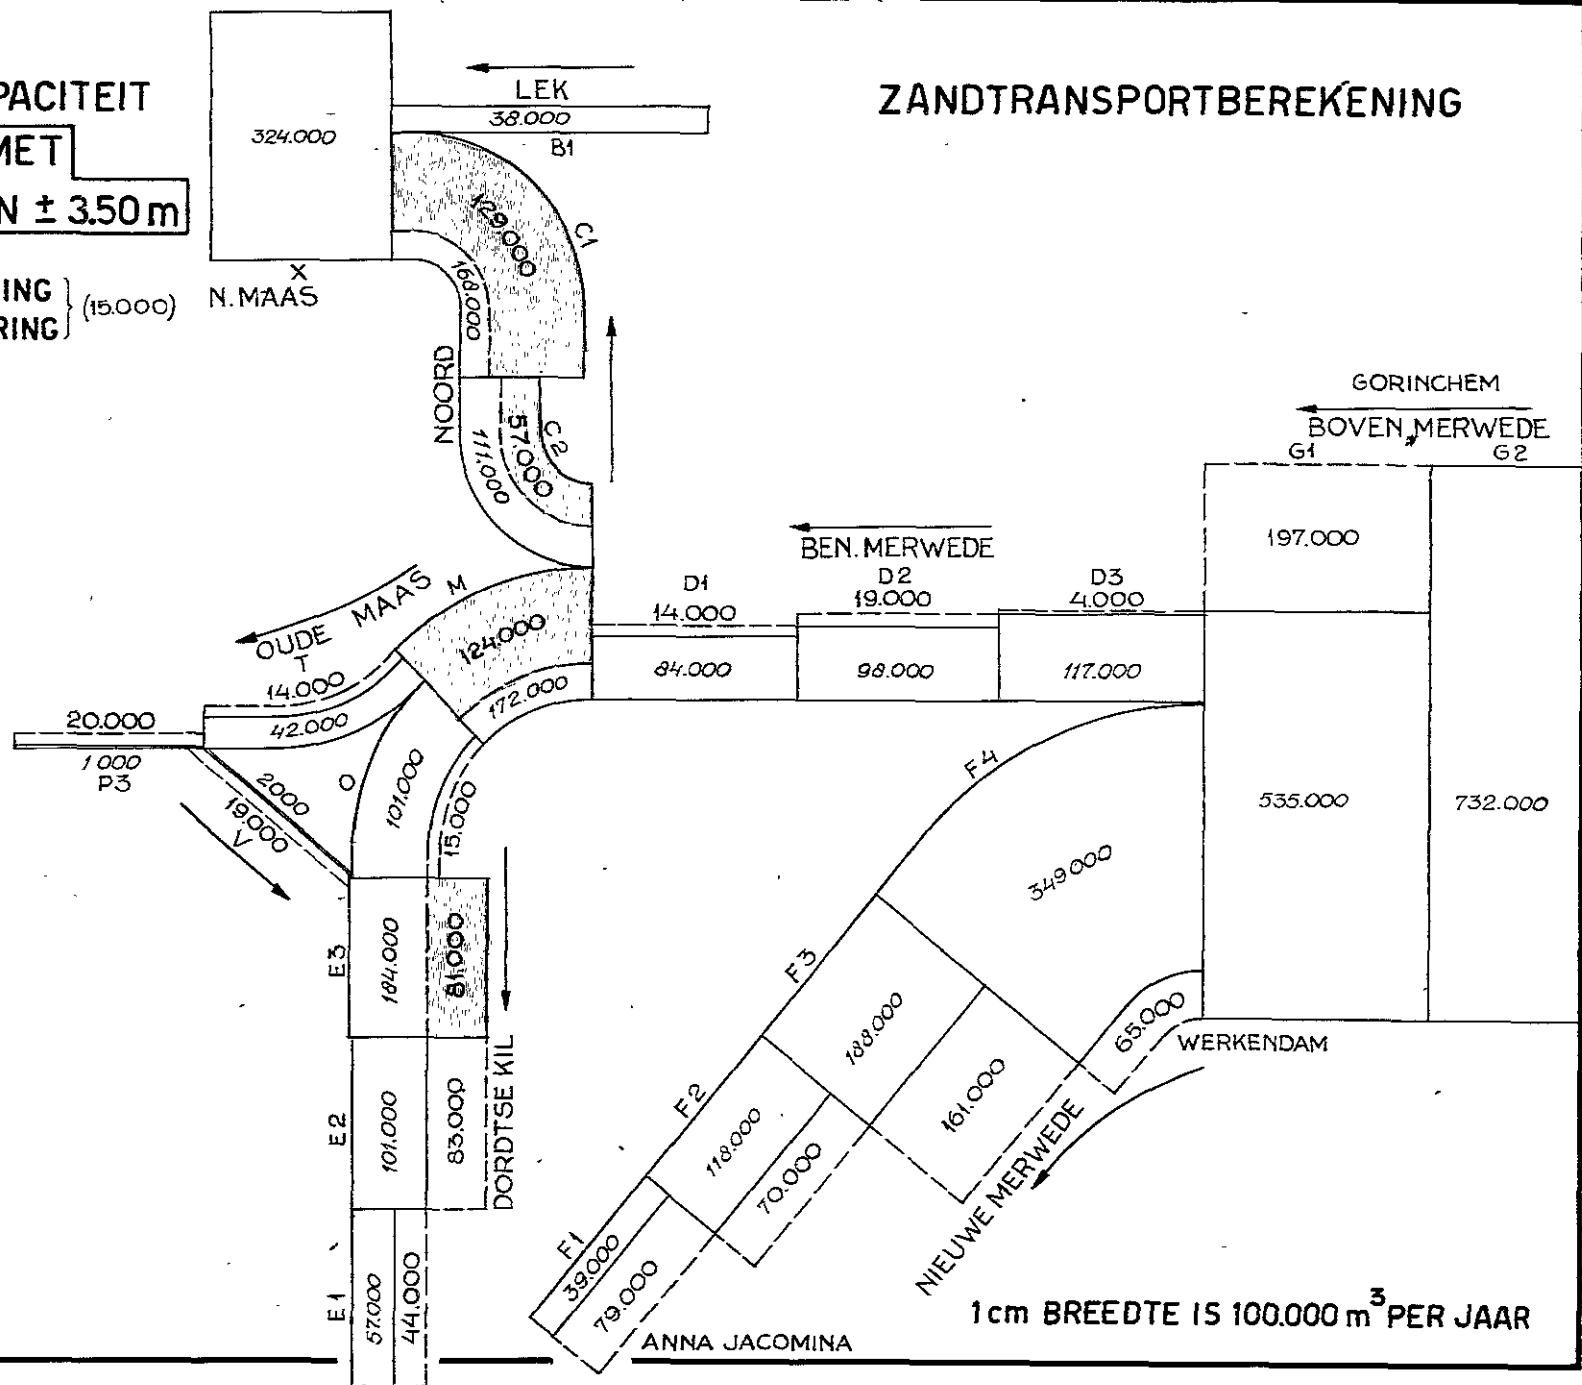 PACITEIT
MET
N ± 3.50 m
ING
RING
(15.000)
ZANDTRANSPORTBEREKENING
324.000
X
N. MAAS
LEK
38.000
B1
129.000
C1
168.000
NOORD
111.000
57.000
C2
GORINCHEM
BOVEN MERWEDE
G1
G2
197.000
535.000
732.000
BEN. MERWEDE
D1
14.000
84.000
D2
19.000
98.000
D3
4.000
117.000
OUDE MAAS
M
124.000
172.000
T
14.000
42.000
20.000
1000
P3
2000
19.000
V
O
101.000
15.000
E3
184.000
81.000
E2
101.000
83.000
DORDTSE KIL
E1
57.000
44.000
F4
349.000
65.000
WERKENDAM
F3
188.000
161.000
NIEUWE MERWEDE
F2
118.000
70.000
F1
39.000
79.000
ANNA JACOMINA
1 cm BREEDTE IS 100.000 m³ PER JAAR